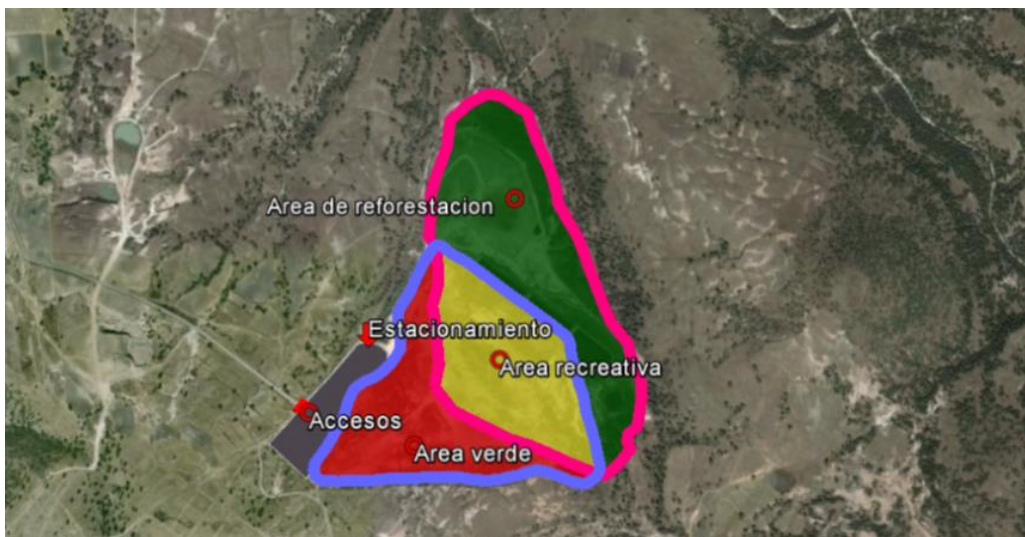 Area de reforestacion
Estacionamiento
Area recreativa
Accesos
Area verde